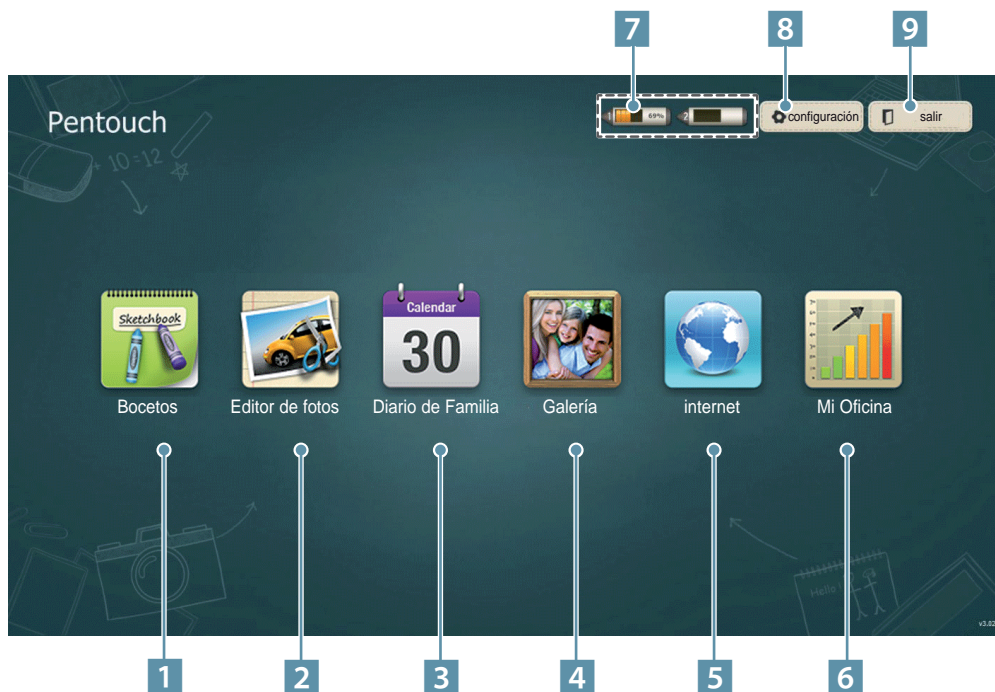 7 8 9
Pentouch
1 69% 2 configuración salir
10÷12
Sketchbook
Calendar
30
Bocetos Editor de fotos Diario de Familia Galería internet Mi Oficina
Hello
v3.02
1 2 3 4 5 6